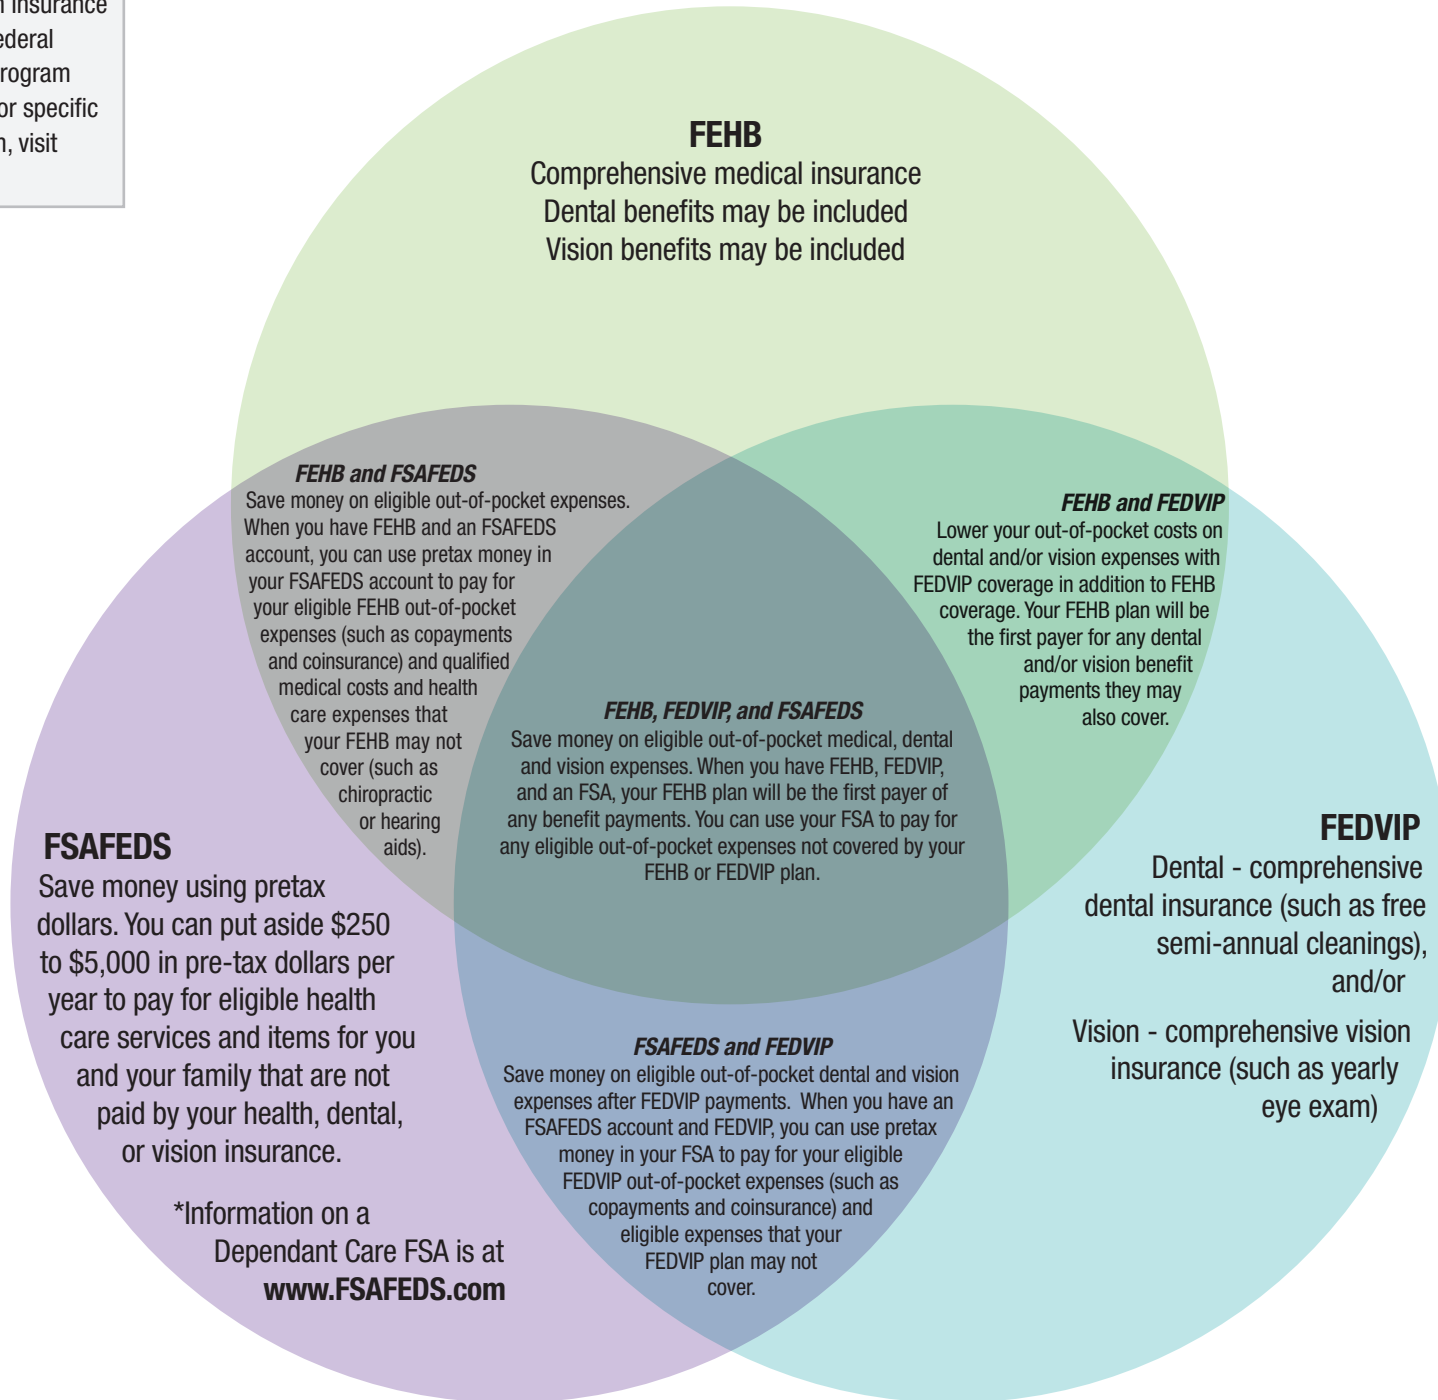 n insurance
ederal
rogram
or specific
n, visit
FEHB
Comprehensive medical insurance
Dental benefits may be included
Vision benefits may be included
FEHB and FSAFEDS
Save money on eligible out-of-pocket expenses.
When you have FEHB and an FSAFEDS
account, you can use pretax money in
your FSAFEDS account to pay for
your eligible FEHB out-of-pocket
expenses (such as copayments
and coinsurance) and qualified
medical costs and health
care expenses that
your FEHB may not
cover (such as
chiropractic
or hearing
aids).
FEHB and FEDVIP
Lower your out-of-pocket costs on
dental and/or vision expenses with
FEDVIP coverage in addition to FEHB
coverage. Your FEHB plan will be
the first payer for any dental
and/or vision benefit
payments they may
also cover.
FEHB, FEDVIP, and FSAFEDS
Save money on eligible out-of-pocket medical, dental
and vision expenses. When you have FEHB, FEDVIP,
and an FSA, your FEHB plan will be the first payer of
any benefit payments. You can use your FSA to pay for
any eligible out-of-pocket expenses not covered by your
FEHB or FEDVIP plan.
FSAFEDS
Save money using pretax
dollars. You can put aside $250
to $5,000 in pre-tax dollars per
year to pay for eligible health
care services and items for you
and your family that are not
paid by your health, dental,
or vision insurance.
*Information on a
Dependant Care FSA is at
www.FSAFEDS.com
FEDVIP
Dental - comprehensive
dental insurance (such as free
semi-annual cleanings),
and/or
Vision - comprehensive vision
insurance (such as yearly
eye exam)
FSAFEDS and FEDVIP
Save money on eligible out-of-pocket dental and vision
expenses after FEDVIP payments.  When you have an
FSAFEDS account and FEDVIP, you can use pretax
money in your FSA to pay for your eligible
FEDVIP out-of-pocket expenses (such as
copayments and coinsurance) and
eligible expenses that your
FEDVIP plan may not
cover.